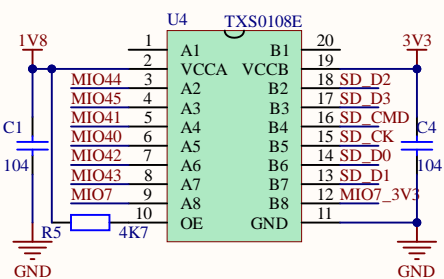 U4 TXS0108E
1V8 3V3
1 A1 B1 20
2 VCCA VCCB 19
MIO44 3 A2 B2 18 SD_D2
MIO45 4 A3 B3 17 SD_D3
MIO41 5 A4 B4 16 SD_CMD
C1 C4
MIO40 6 A5 B5 15 SD_CK
MIO42 7 A6 B6 14 SD_D0
104 104
MIO43 8 A7 B7 13 SD_D1
MIO7 9 A8 B8 12 MIO7_3V3
10 OE GND 11
R5 4K7
GND GND